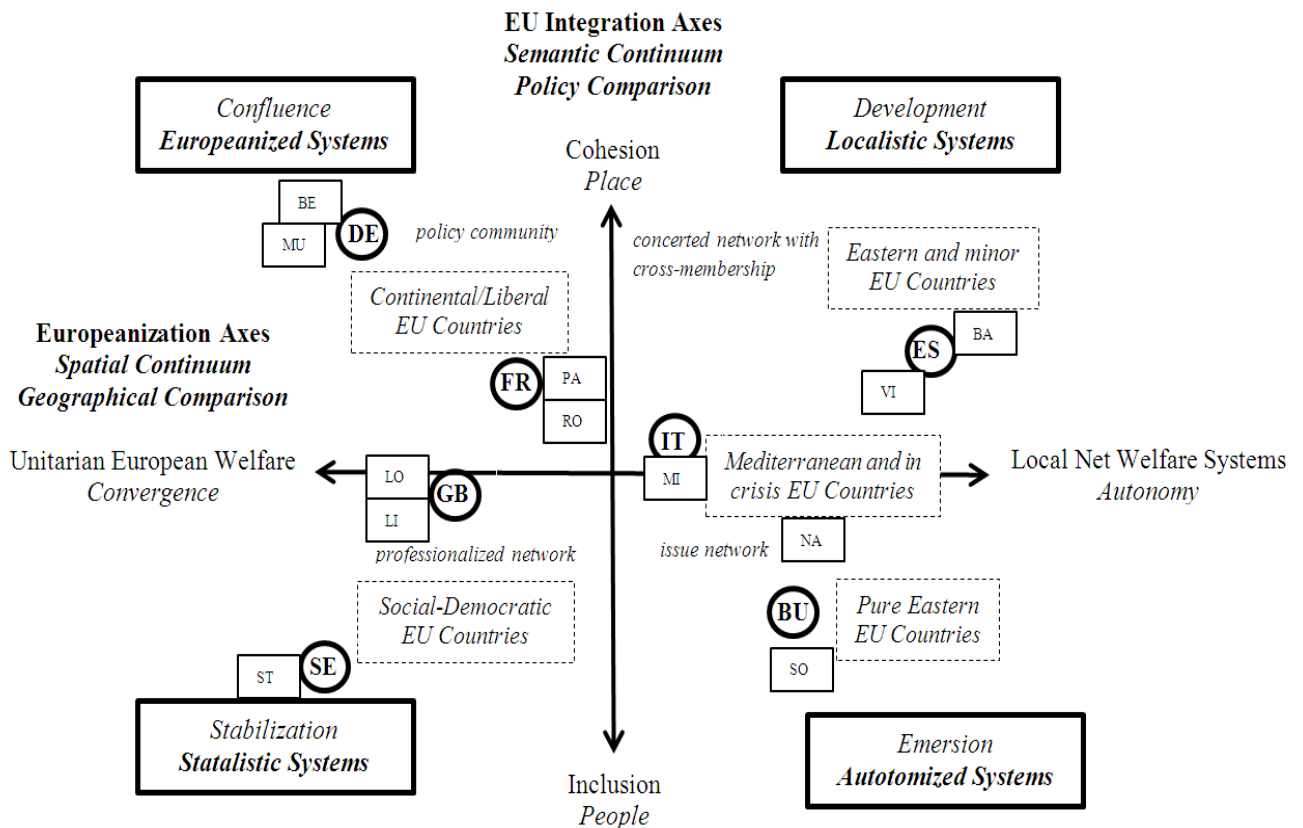 EU Integration Axes
Semantic Continuum
Policy Comparison
Confluence
Europeanized Systems
Development
Localistic Systems
Cohesion
Place
BE
MU
DE
policy community
concerted network with
cross-membership
Eastern and minor
EU Countries
Continental/Liberal
EU Countries
Europeanization Axes
Spatial Continuum
Geographical Comparison
FR
PA
RO
ES
BA
VI
IT
MI
Unitarian European Welfare
Convergence
LO
LI
GB
Mediterranean and in
crisis EU Countries
Local Net Welfare Systems
Autonomy
professionalized network
issue network
NA
Social-Democratic
EU Countries
BU
SO
Pure Eastern
EU Countries
ST
SE
Stabilization
Statalistic Systems
Emersion
Autotomized Systems
Inclusion
People